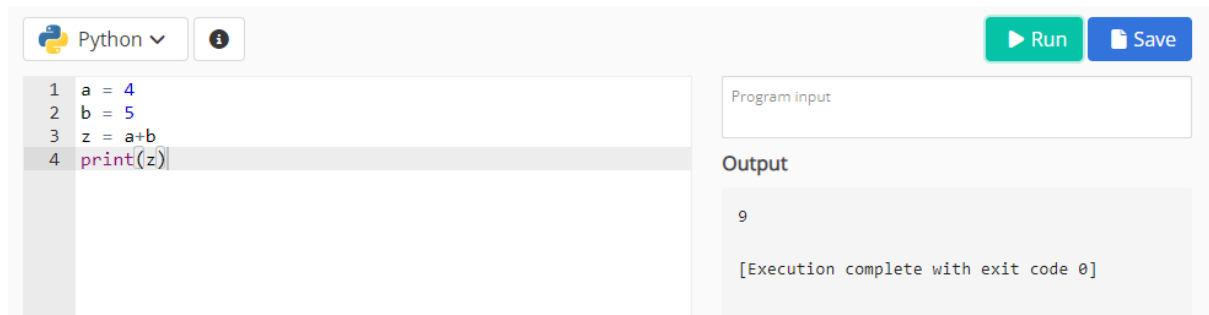 Python
Run
Save
1 a = 4
2 b = 5
3 z = a+b
4 print(z)
Program input
Output
9
[Execution complete with exit code 0]